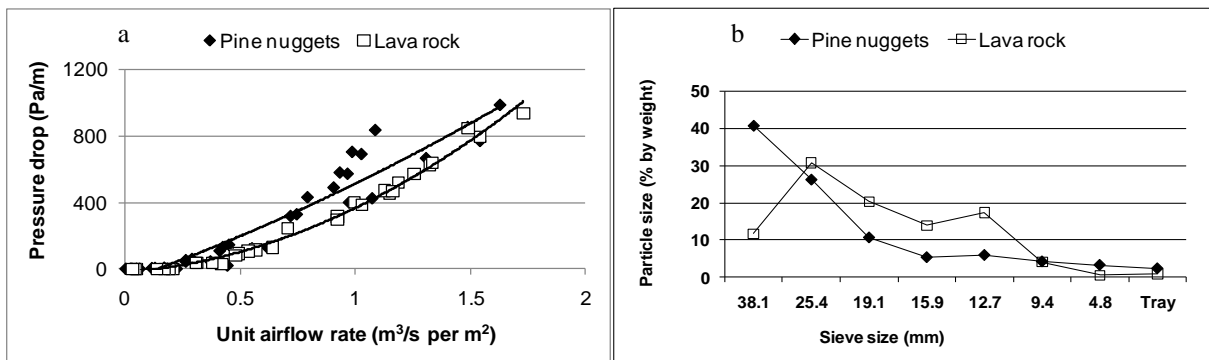 a
Pine nuggets
Lava rock
Pressure drop (Pa/m)
1200
800
400
0
0 0.5 1 1.5 2
Unit airflow rate (m³/s per m²)
b
Pine nuggets
Lava rock
Particle size (% by weight)
50
40
30
20
10
0
38.1 25.4 19.1 15.9 12.7 9.4 4.8 Tray
Sieve size (mm)